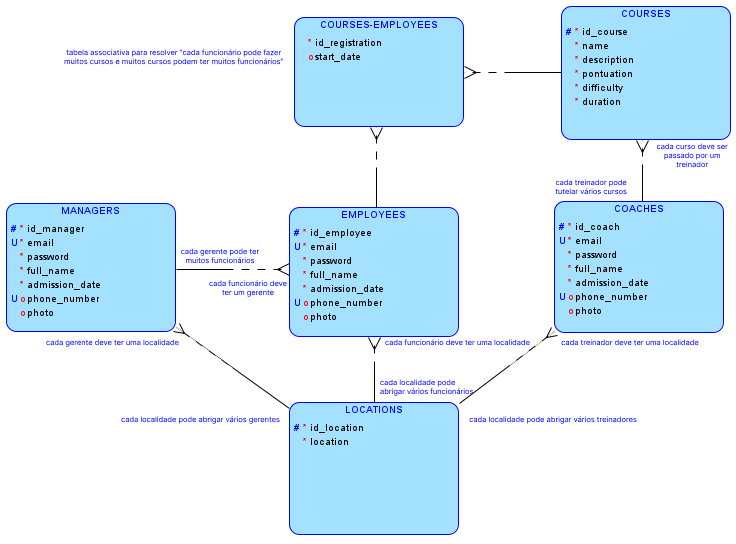 COURSES-EMPLOYEES
* id_registration
o start_date
tabela associativa para resolver "cada funcionário pode fazer
muitos cursos e muitos cursos podem ter muitos funcionários"
COURSES
# * id_course
* name
* description
* pontuation
* difficulty
* duration
cada curso deve ser
passado por um
treinador
cada treinador pode
tutelar vários cursos
MANAGERS
# * id_manager
U * email
* password
* full_name
* admission_date
U o phone_number
o photo
cada gerente pode ter
muitos funcionários
cada funcionário deve
ter um gerente
EMPLOYEES
# * id_employee
U * email
* password
* full_name
* admission_date
U o phone_number
o photo
COACHES
# * id_coach
U * email
* password
* full_name
* admission_date
U o phone_number
o photo
cada gerente deve ter uma localidade
cada funcionário deve ter uma localidade
cada treinador deve ter uma localidade
cada localidade pode
abrigar vários funcionários
cada localidade pode abrigar vários gerentes
cada localidade pode abrigar vários treinadores
LOCATIONS
# * id_location
* location